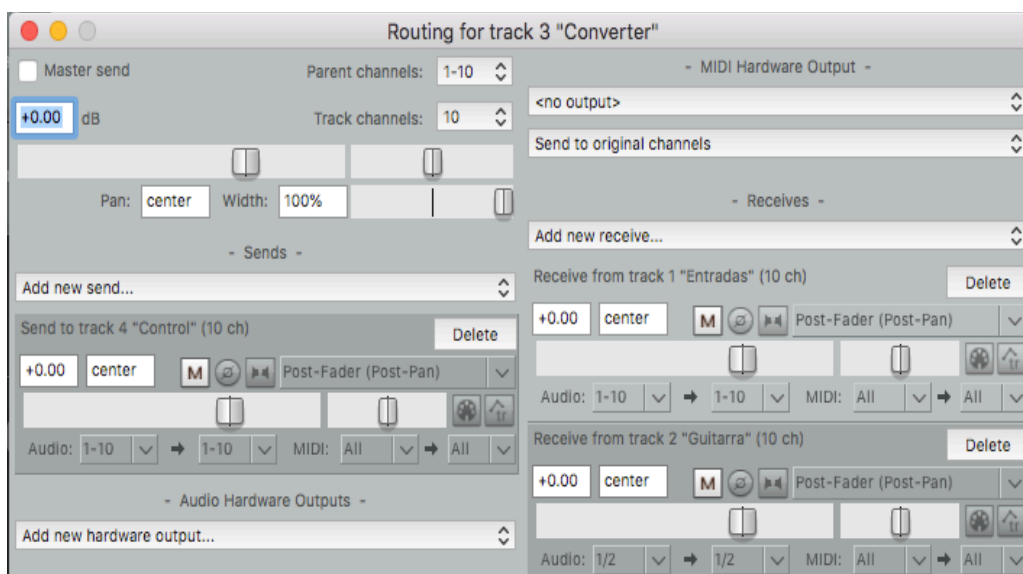 Routing for track 3 "Converter"
Master send
Parent channels: 1-10
+0.00 dB
Track channels: 10
Pan: center Width: 100%
- Sends -
Add new send...
Send to track 4 "Control" (10 ch)
Delete
+0.00 center M Post-Fader (Post-Pan)
tr
Audio: 1-10 1-10 MIDI: All All
- Audio Hardware Outputs -
Add new hardware output...
- MIDI Hardware Output -
<no output>
Send to original channels
- Receives -
Add new receive...
Receive from track 1 "Entradas" (10 ch)
Delete
+0.00 center M Post-Fader (Post-Pan)
tr
Audio: 1-10 1-10 MIDI: All All
Receive from track 2 "Guitarra" (10 ch)
Delete
+0.00 center M Post-Fader (Post-Pan)
tr
Audio: 1/2 1/2 MIDI: All All